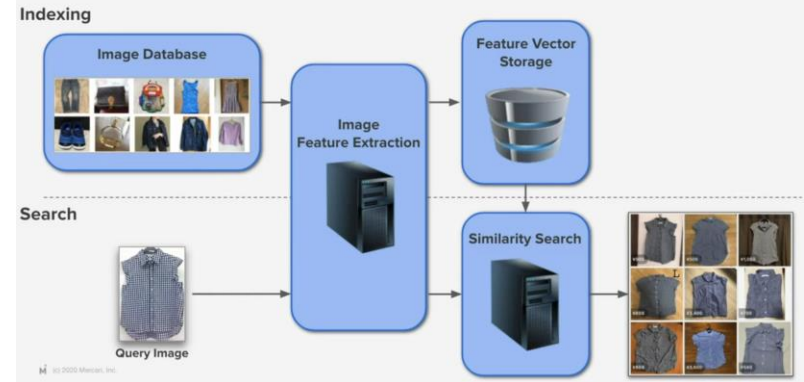 Indexing
Image Database
Feature Vector
Storage
Image
Feature Extraction
Search
Similarity Search
Query Image
(c) 2020 Mercari, Inc.